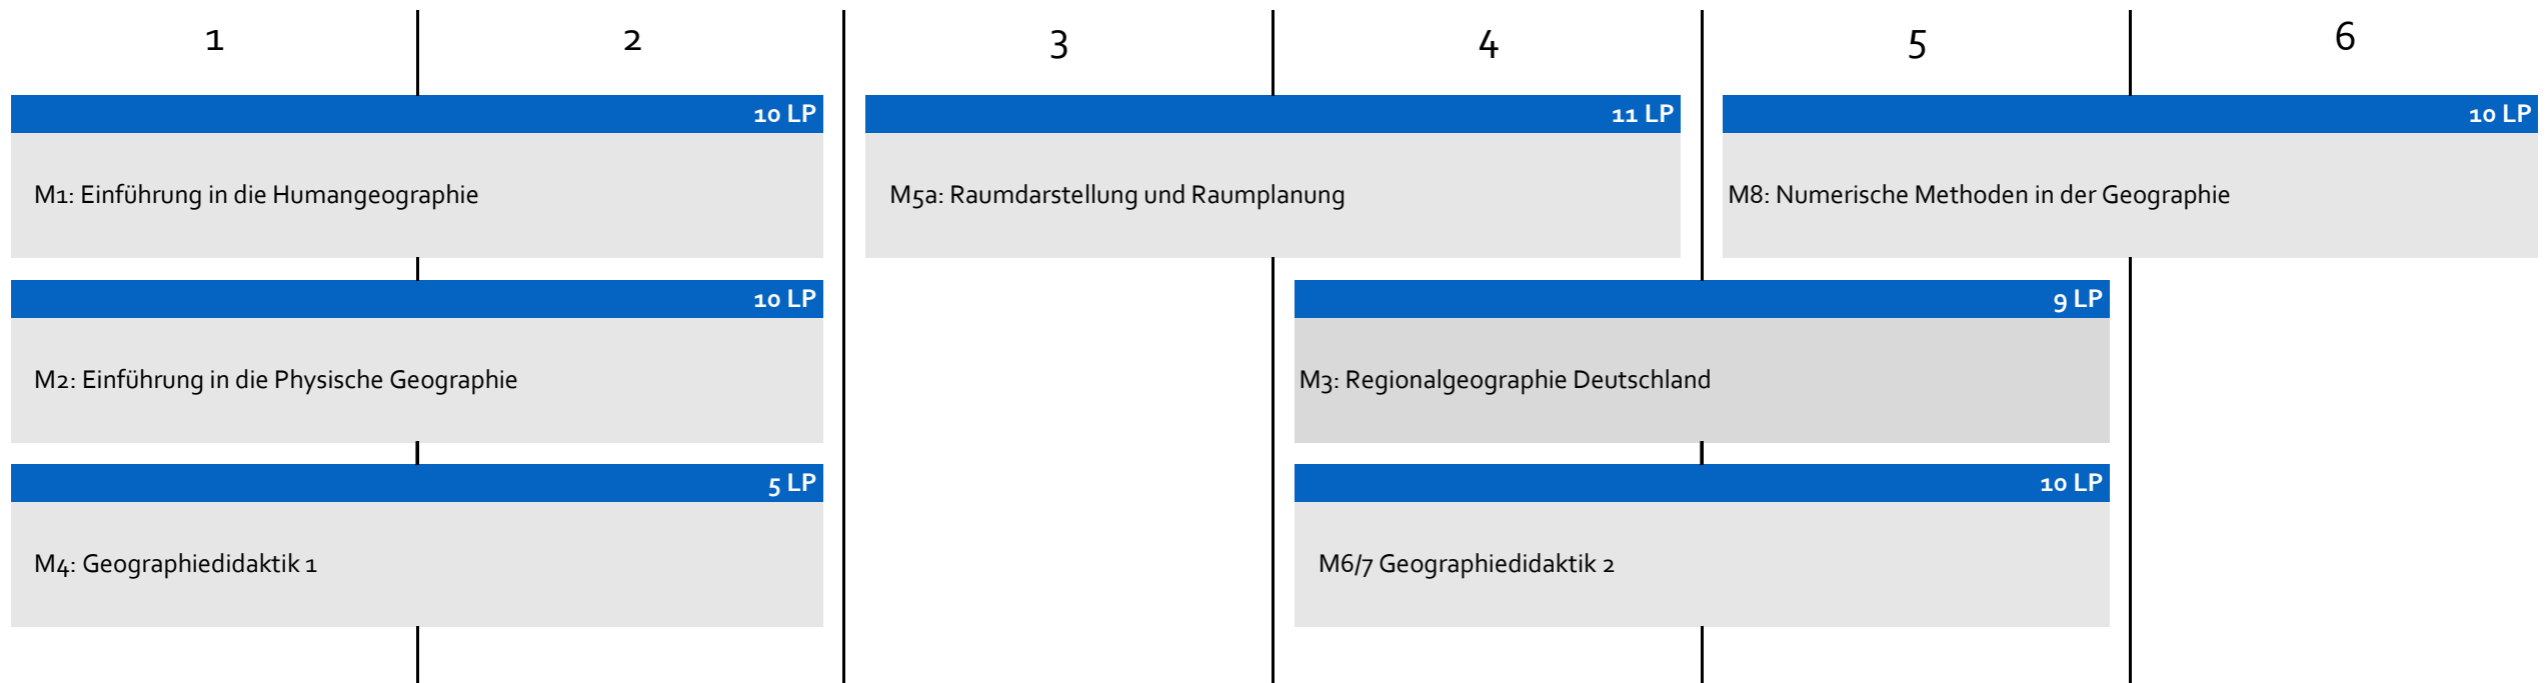 1 2 3 4 5 6
10 LP 11 LP 10 LP
M1: Einführung in die Humangeographie M5a: Raumdarstellung und Raumplanung M8: Numerische Methoden in der Geographie
10 LP 9 LP
M2: Einführung in die Physische Geographie M3: Regionalgeographie Deutschland
5 LP 10 LP
M4: Geographiedidaktik 1 M6/7 Geographiedidaktik 2